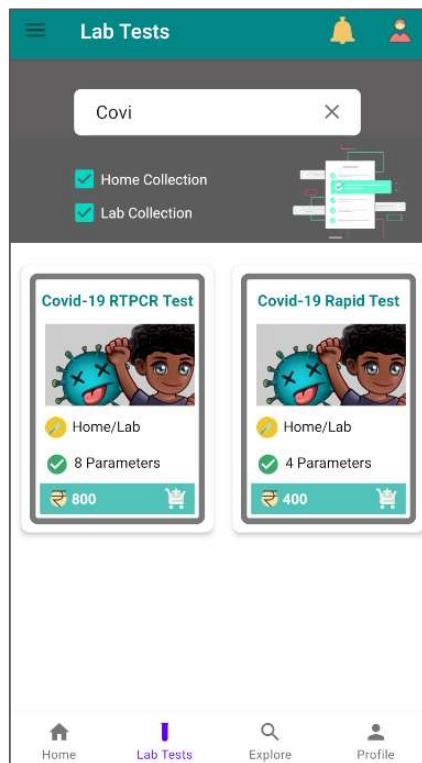 Lab Tests
Covi
Home Collection
Lab Collection
Covid-19 RTPCR Test
Home/Lab
8 Parameters
₹ 800
Covid-19 Rapid Test
Home/Lab
4 Parameters
₹ 400
Home Lab Tests Explore Profile